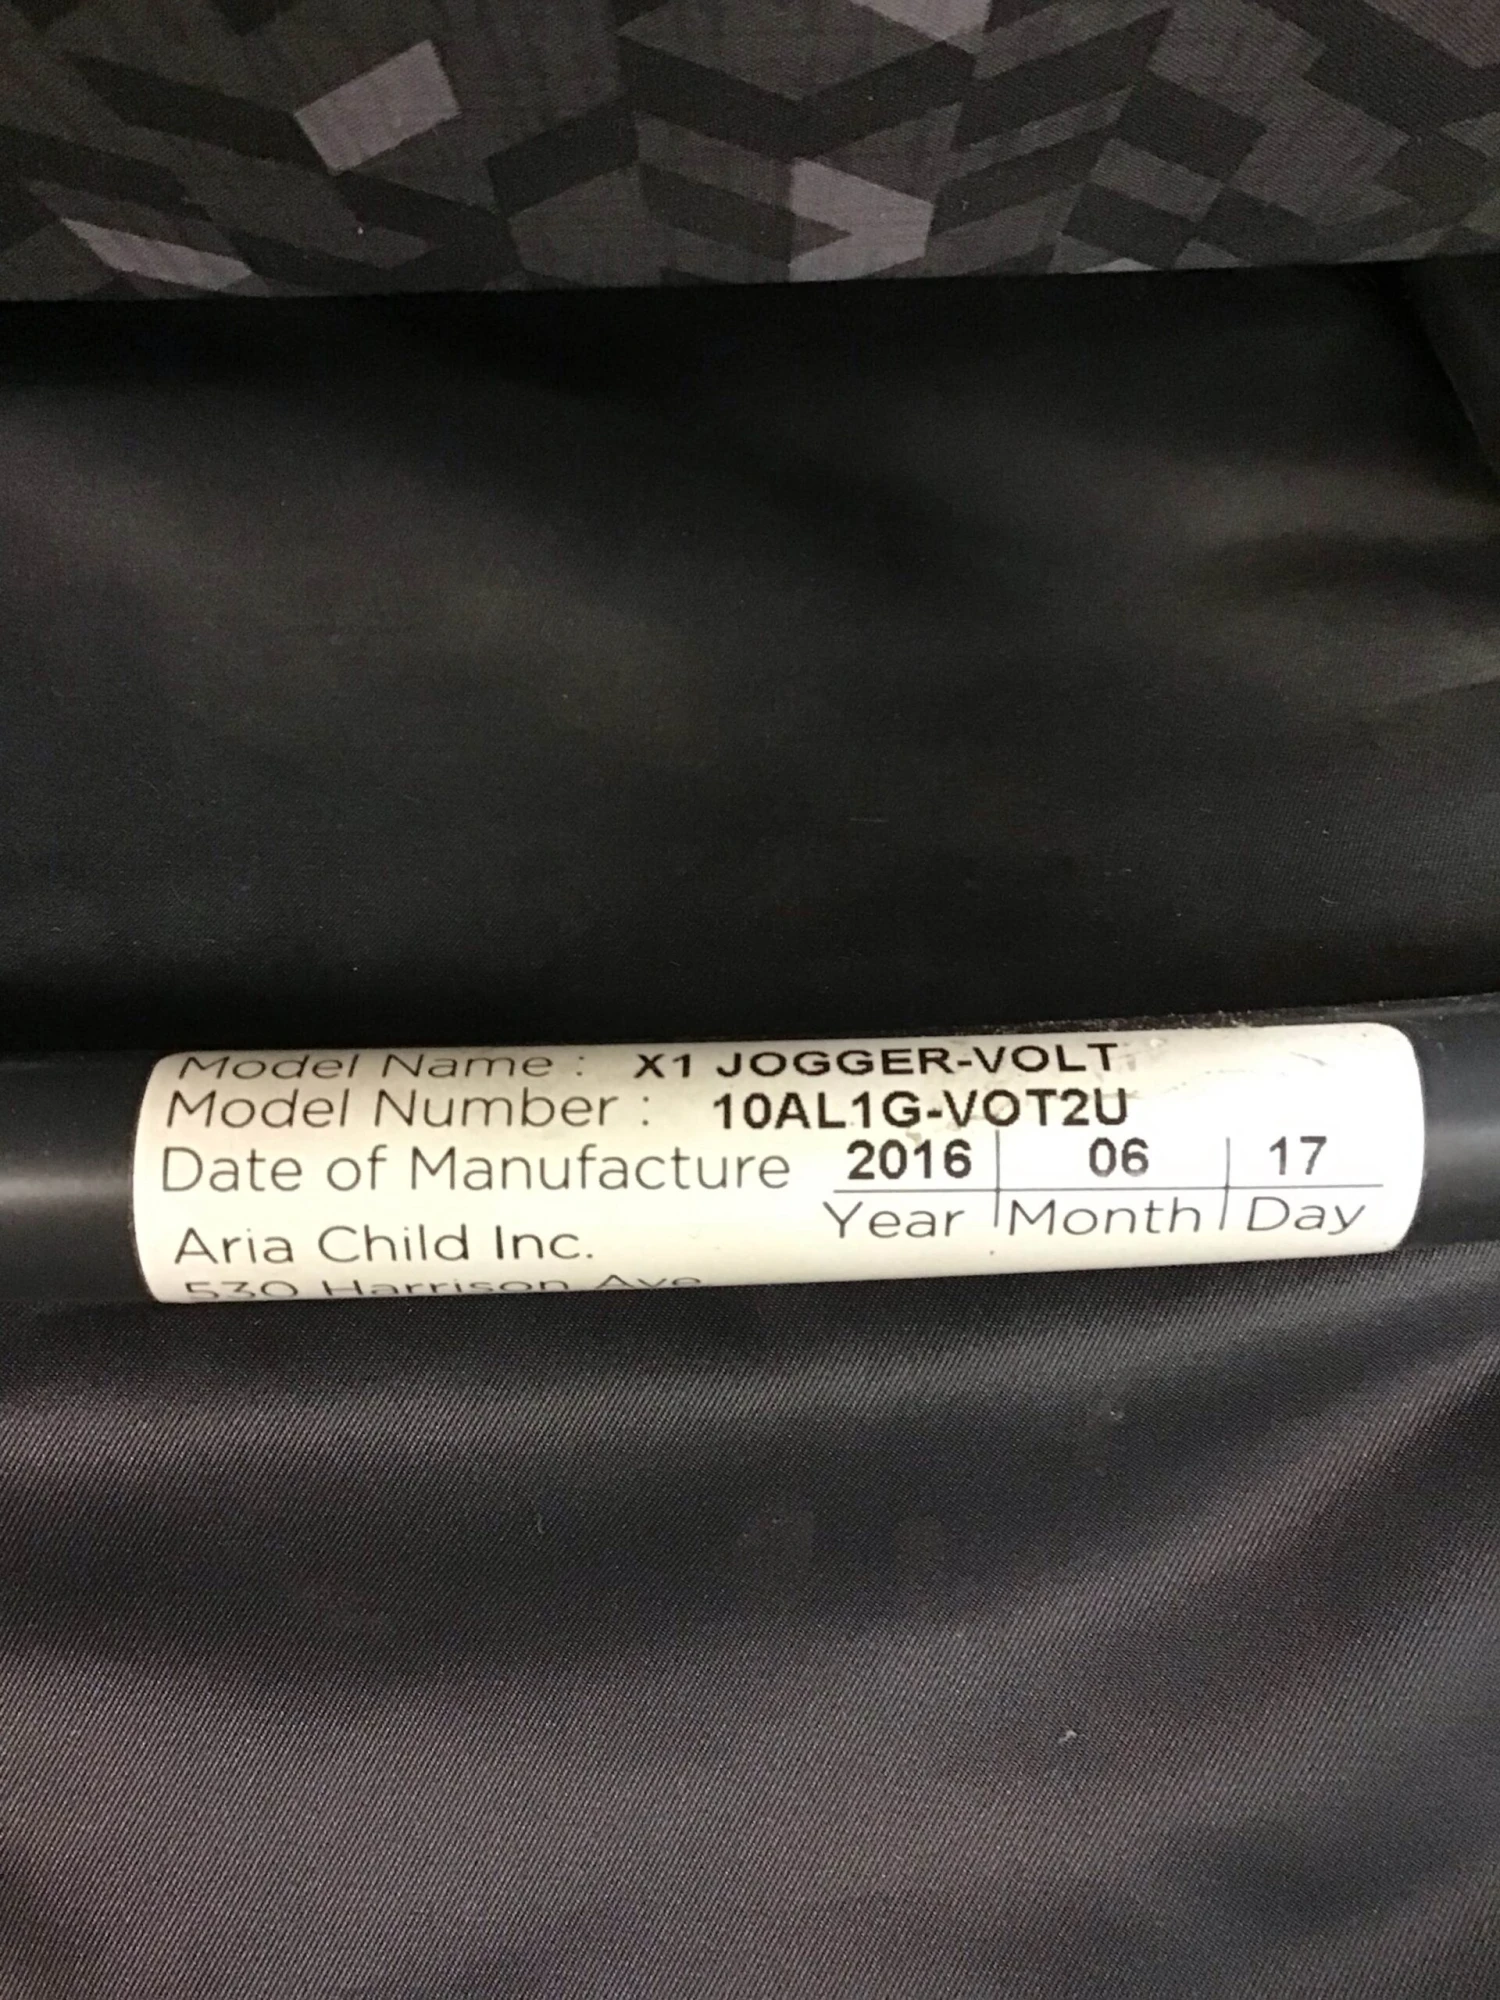 Model Name : X1 JOGGER-VOLT
Model Number : 10AL1G-VOT2U
Date of Manufacture 2016 06 17
Year Month Day
Aria Child Inc.
530 Harrison Ave